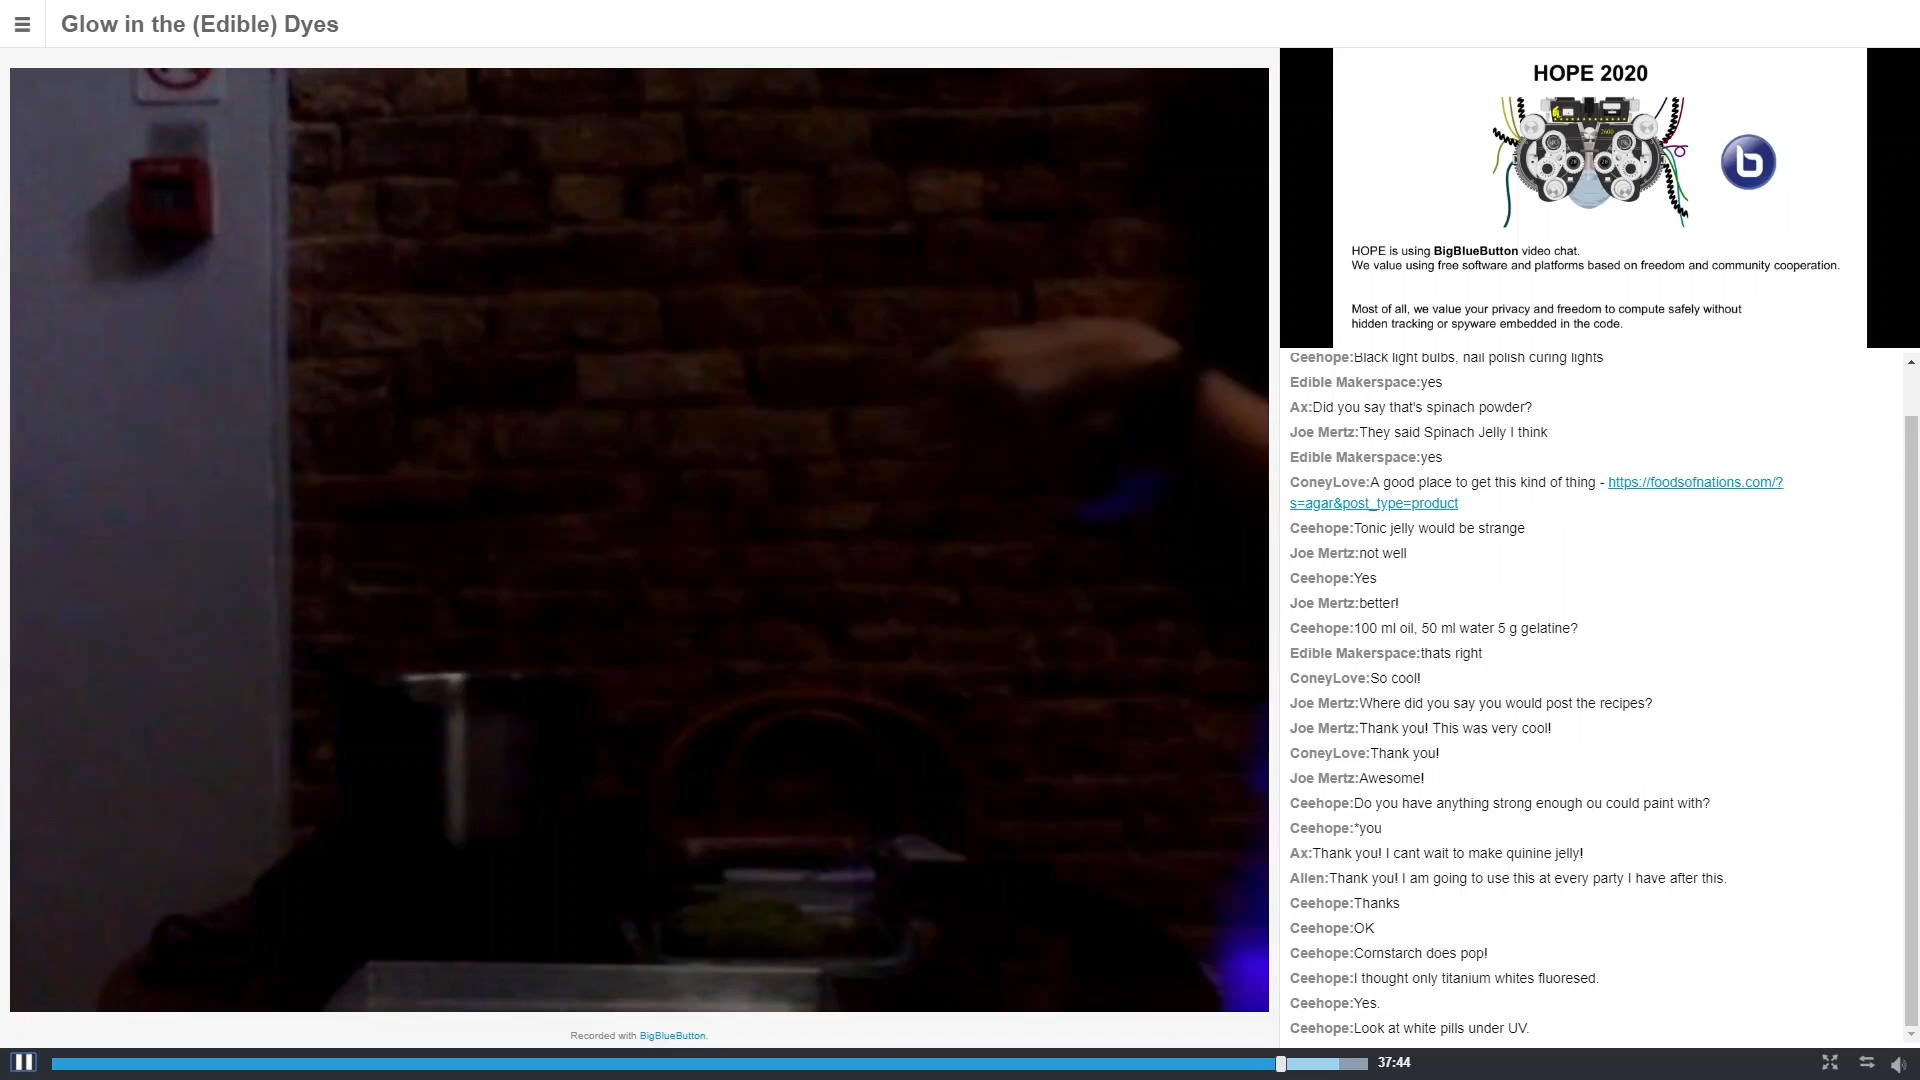 Glow in the (Edible) Dyes
HOPE 2020
2600
HOPE is using BigBlueButton video chat.
We value using free software and platforms based on freedom and community cooperation.
Most of all, we value your privacy and freedom to compute safely without
hidden tracking or spyware embedded in the code.
Ceehope:Black light bulbs, nail polish curing lights
Edible Makerspace:yes
Ax:Did you say that's spinach powder?
Joe Mertz:They said Spinach Jelly I think
Edible Makerspace:yes
ConeyLove:A good place to get this kind of thing - https://foodsofnations.com/?
s=agar&post_type=product
Ceehope:Tonic jelly would be strange
Joe Mertz:not well
Ceehope:Yes
Joe Mertz:better!
Ceehope:100 ml oil, 50 ml water 5 g gelatine?
Edible Makerspace:thats right
ConeyLove:So cool!
Joe Mertz:Where did you say you would post the recipes?
Joe Mertz:Thank you! This was very cool!
ConeyLove:Thank you!
Joe Mertz:Awesome!
Ceehope:Do you have anything strong enough ou could paint with?
Ceehope:*you
Ax:Thank you! I cant wait to make quinine jelly!
Allen:Thank you! I am going to use this at every party I have after this.
Ceehope:Thanks
Ceehope:OK
Ceehope:Cornstarch does pop!
Ceehope:I thought only titanium whites fluoresed.
Ceehope:Yes.
Ceehope:Look at white pills under UV.
Recorded with BigBlueButton.
37:44